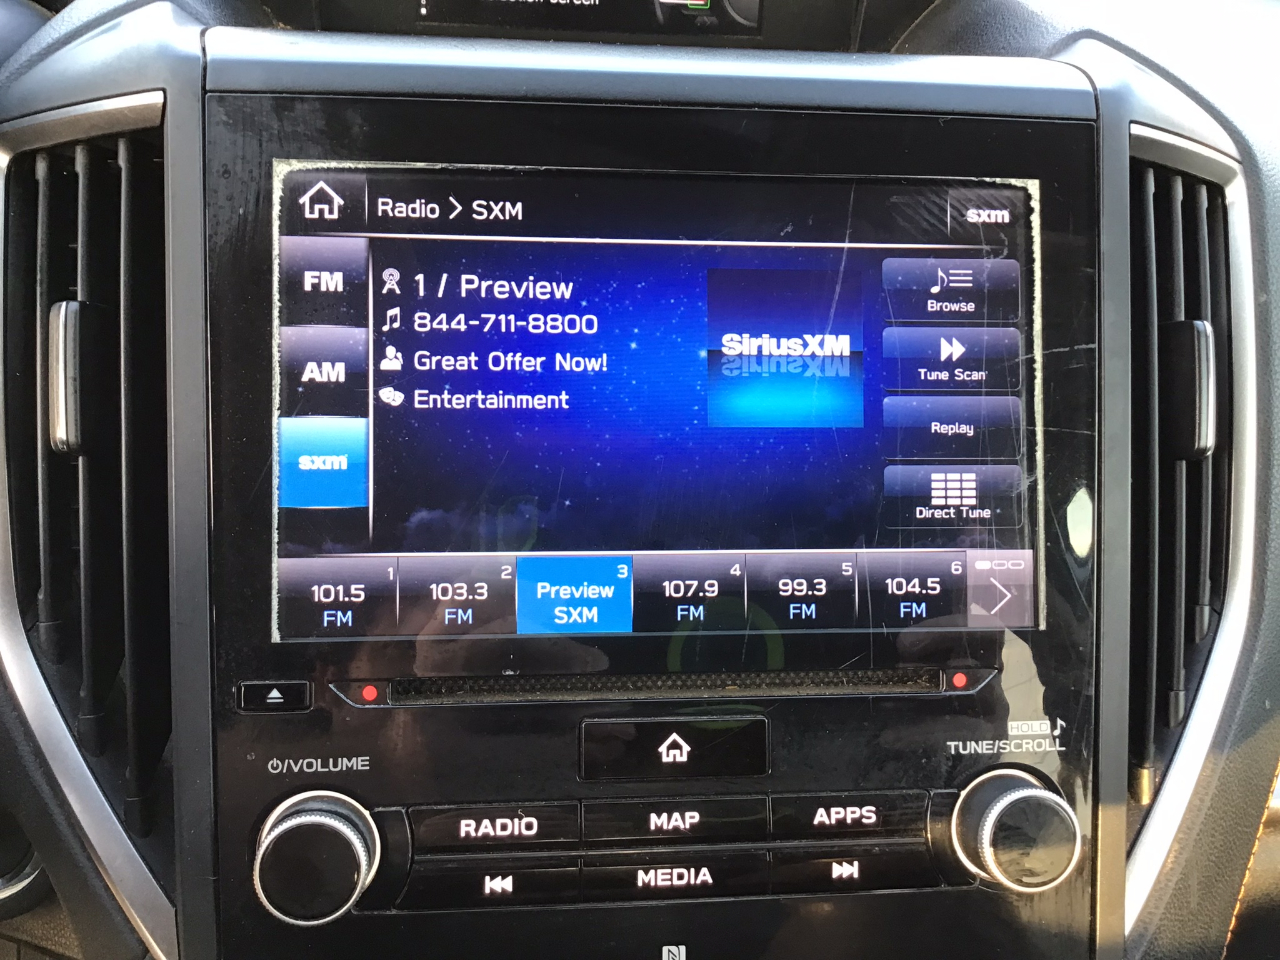 Radio > SXM
sxm
FM
AM
sxm
1 / Preview
844-711-8800
Great Offer Now!
Entertainment
SiriusXM
Browse
Tune Scan
Replay
Direct Tune
1
101.5
FM
2
103.3
FM
3
Preview
SXM
4
107.9
FM
5
99.3
FM
6
104.5
FM
HOLD
TUNE/SCROLL
/VOLUME
RADIO
MAP
APPS
MEDIA